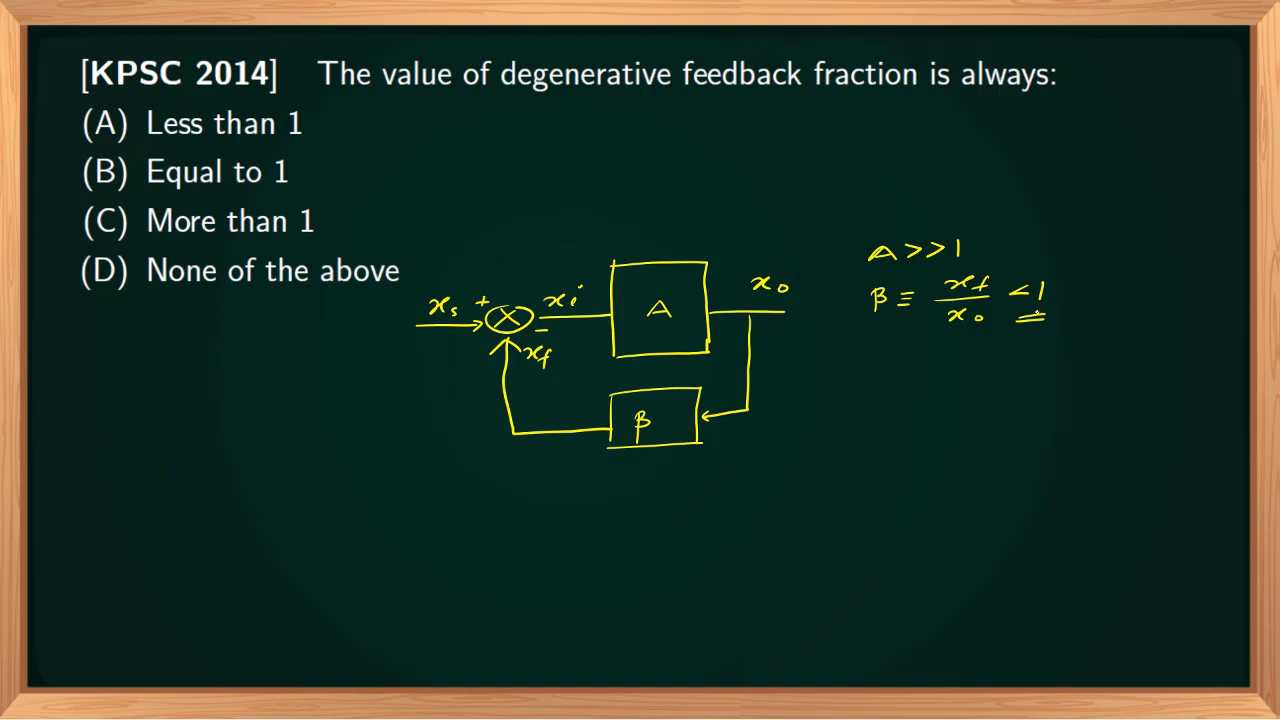 [KPSC 2014] The value of degenerative feedback fraction is always:
(A) Less than 1
(B) Equal to 1
(C) More than 1
(D) None of the above
A >> 1
β = xf / xo < 1
xs + xi A xo
− xf
β